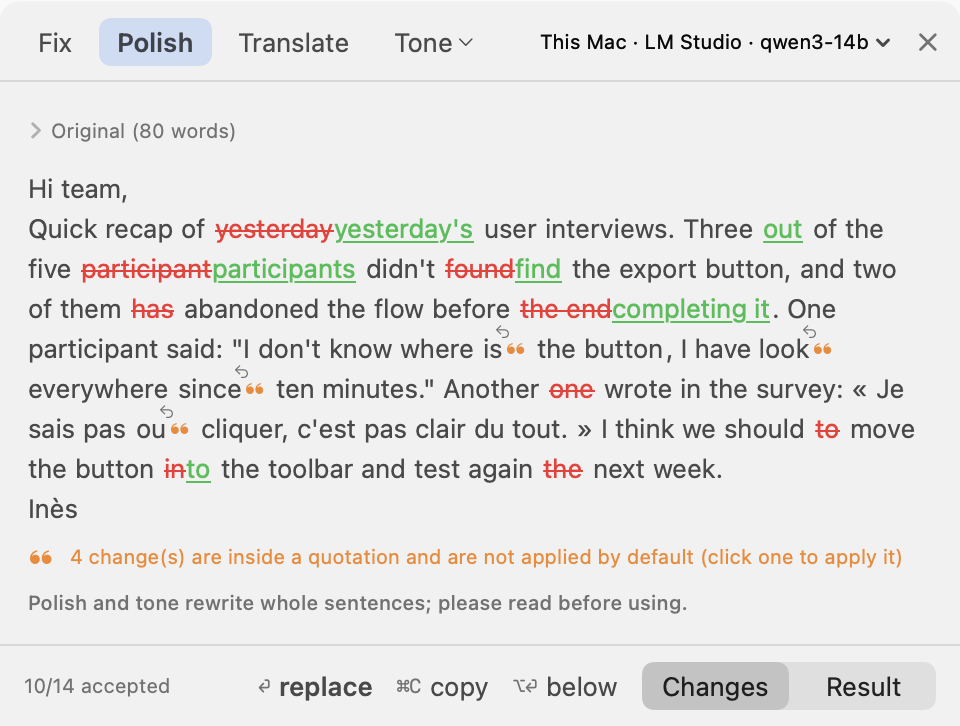 Fix Polish Translate Tone This Mac · LM Studio · qwen3-14b
Original (80 words)
Hi team,
Quick recap of yesterdayyesterday's user interviews. Three out of the
five participantparticipants didn't foundfind the export button, and two
of them has abandoned the flow before the endcompleting it. One
participant said: "I don't know where is❝ the button, I have look❝
everywhere since❝ ten minutes." Another one wrote in the survey: « Je
sais pas ou❝ cliquer, c'est pas clair du tout. » I think we should to move
the button into the toolbar and test again the next week.
Inès
❝ 4 change(s) are inside a quotation and are not applied by default (click one to apply it)
Polish and tone rewrite whole sentences; please read before using.
10/14 accepted ⏎ replace ⌘C copy ⌥⏎ below Changes Result